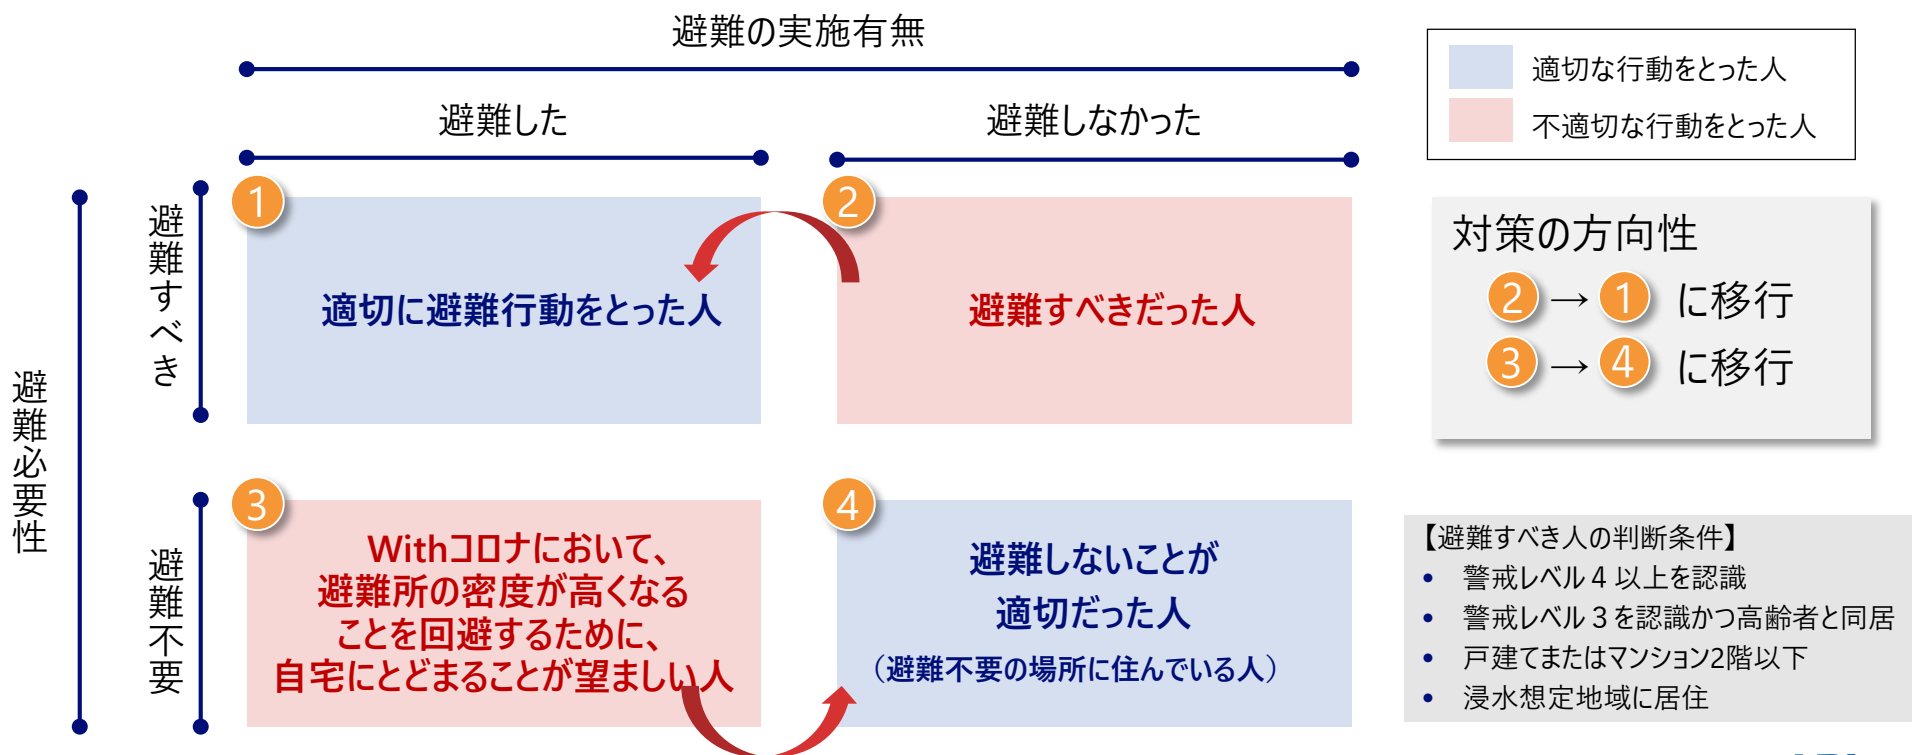 避難の実施有無
避難した
避難しなかった
適切な行動をとった人
不適切な行動をとった人
避難必要性
避難すべき
1
適切に避難行動をとった人
2
避難すべきだった人
対策の方向性
2→1 に移行
3→4 に移行
避難不要
3
Withコロナにおいて、
避難所の密度が高くなる
ことを回避するために、
自宅にとどまることが望ましい人
4
避難しないことが
適切だった人
（避難不要の場所に住んでいる人）
【避難すべき人の判断条件】
• 警戒レベル４以上を認識
• 警戒レベル３を認識かつ高齢者と同居
• 戸建てまたはマンション2階以下
• 浸水想定地域に居住